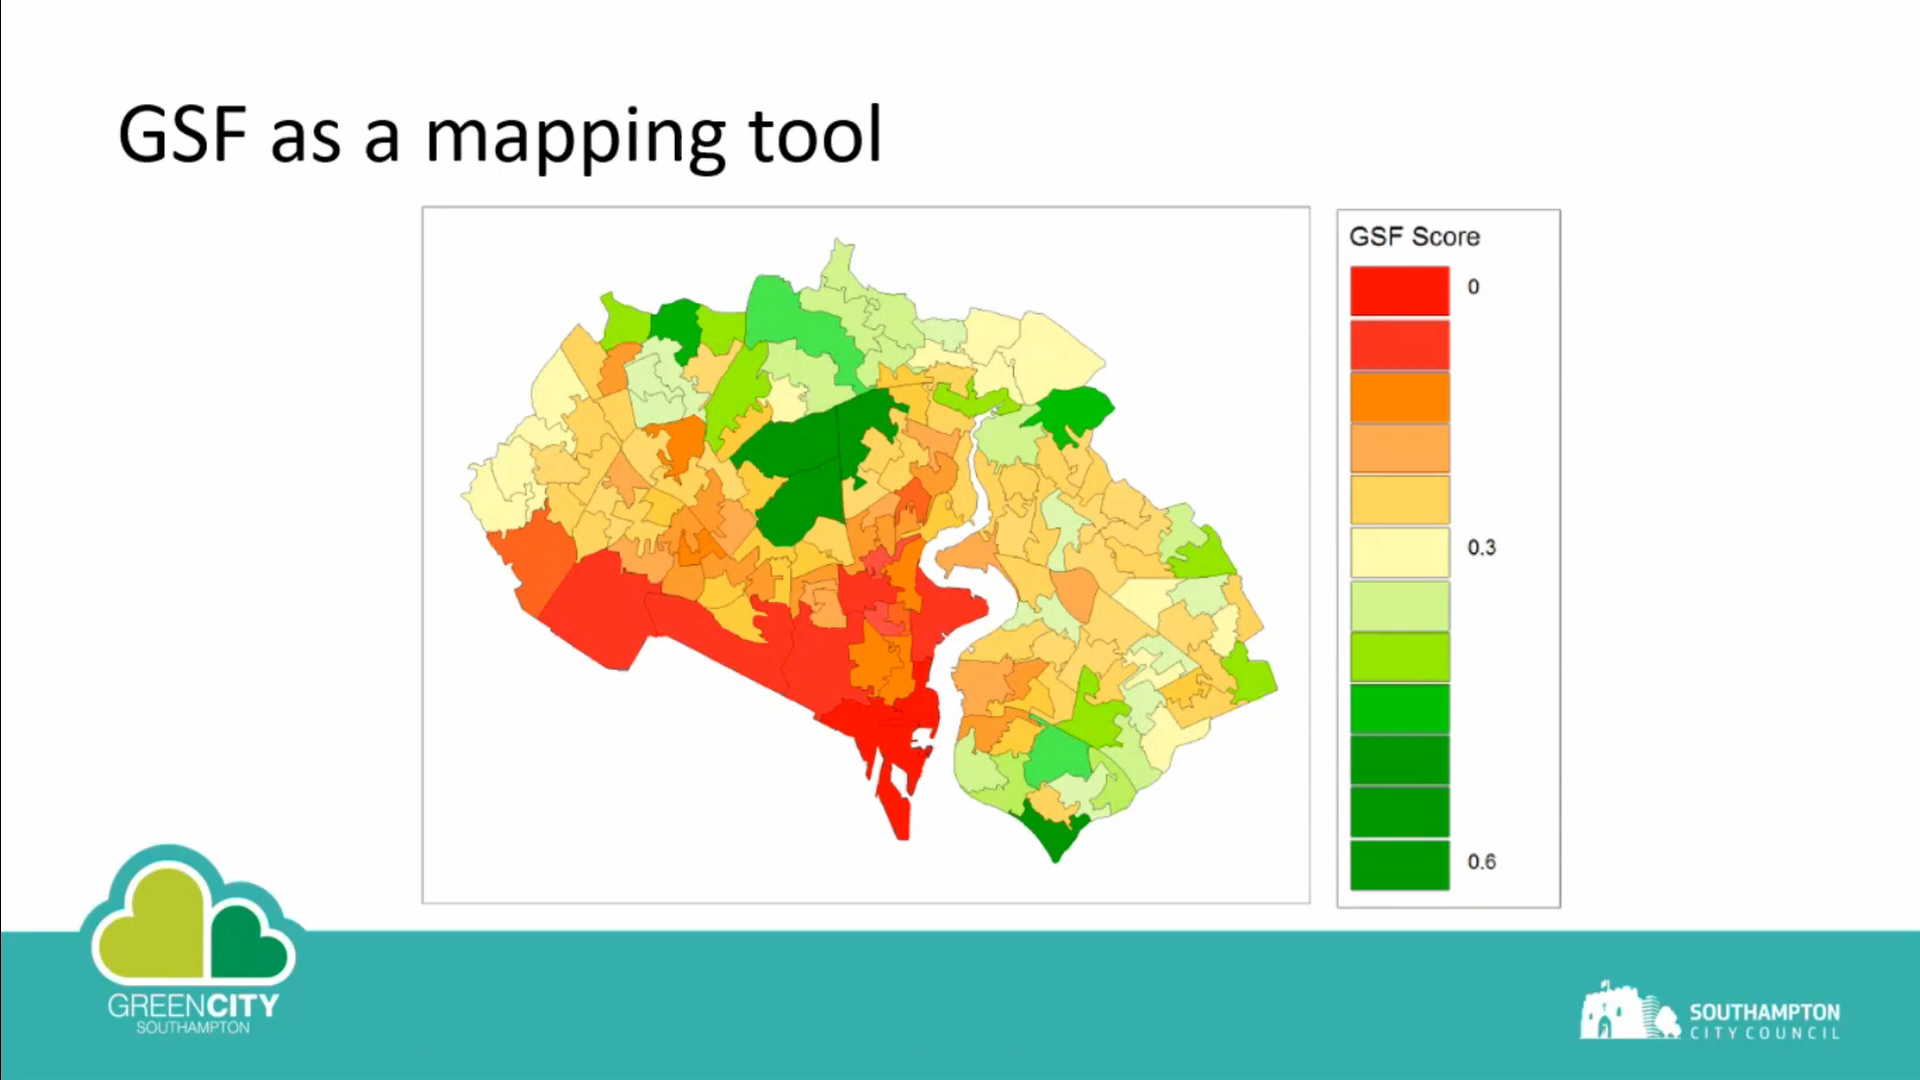 GSF as a mapping tool
GSF Score
0
0.3
0.6
GREENCITY
SOUTHAMPTON
SOUTHAMPTON
CITY COUNCIL